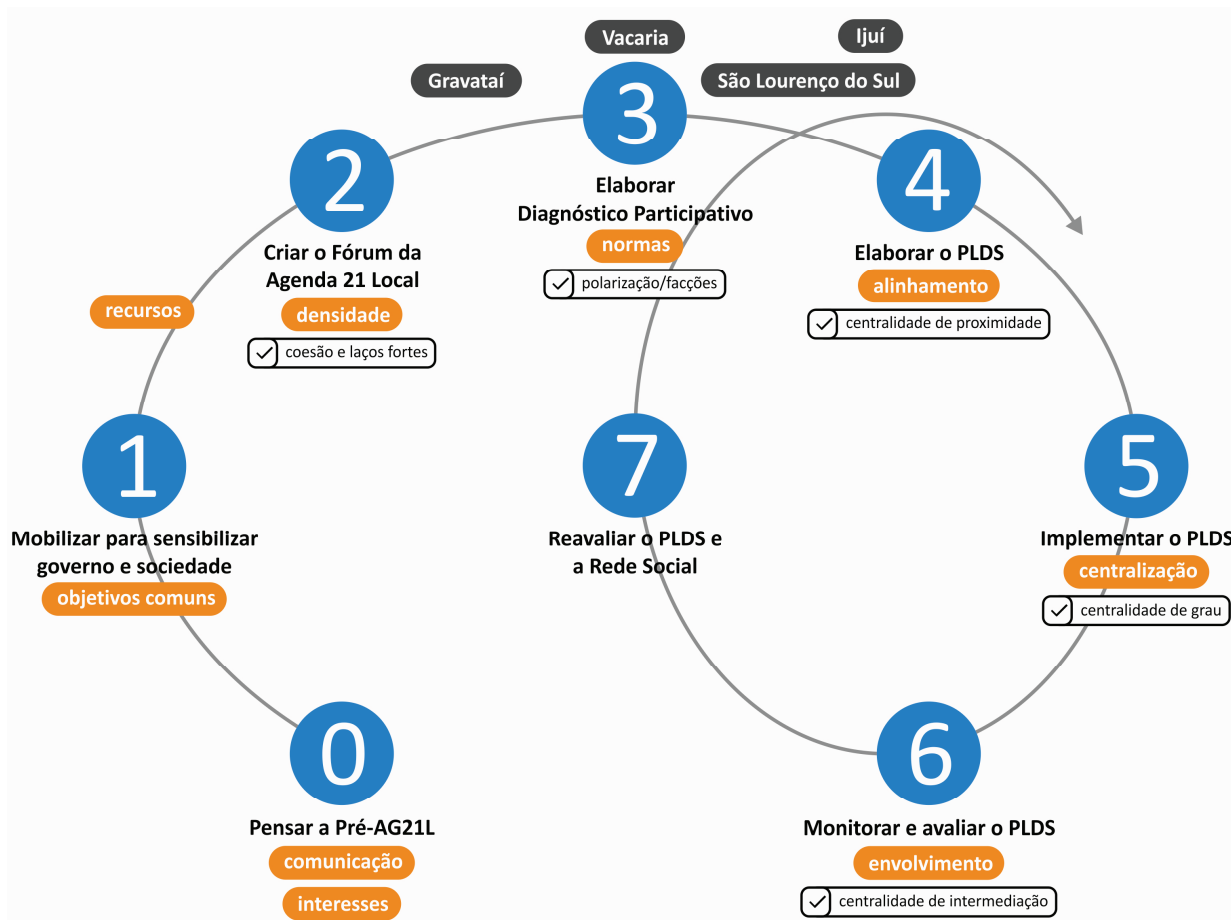 Vacaria
Ijuí
Gravataí
São Lourenço do Sul
3
Elaborar
Diagnóstico Participativo
normas
polarização/facções
2
Criar o Fórum da
Agenda 21 Local
densidade
coesão e laços fortes
4
Elaborar o PLDS
alinhamento
centralidade de proximidade
recursos
1
Mobilizar para sensibilizar
governo e sociedade
objetivos comuns
7
Reavaliar o PLDS e
a Rede Social
5
Implementar o PLDS
centralização
centralidade de grau
0
Pensar a Pré-AG21L
comunicação
interesses
6
Monitorar e avaliar o PLDS
envolvimento
centralidade de intermediação